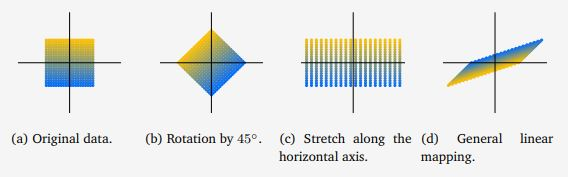 (a) Original data.
(b) Rotation by 45°.
(c) Stretch along the
horizontal axis.
(d) General linear
mapping.